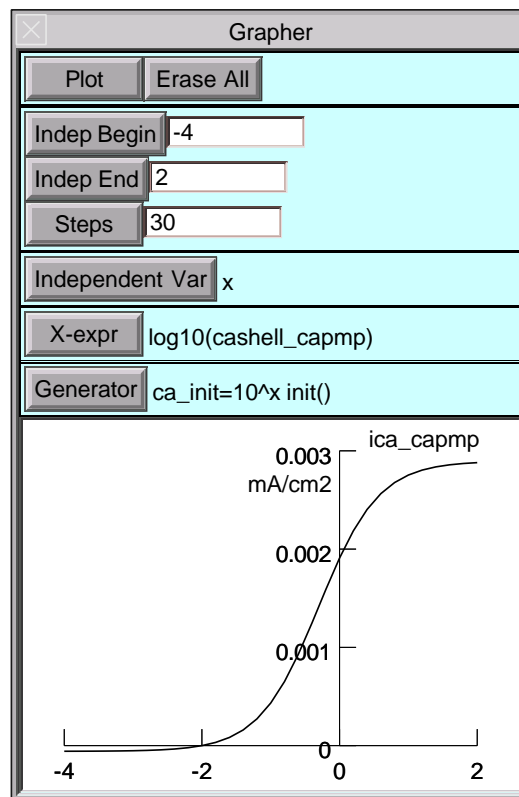 Grapher
Plot Erase All
Indep Begin -4
Indep End 2
Steps 30
Independent Var x
X-expr log10(cashell_capmp)
Generator ca_init=10^x init()
ica_capmp
0.003
mA/cm2
0.002
0.001
0
-4 -2 0 2